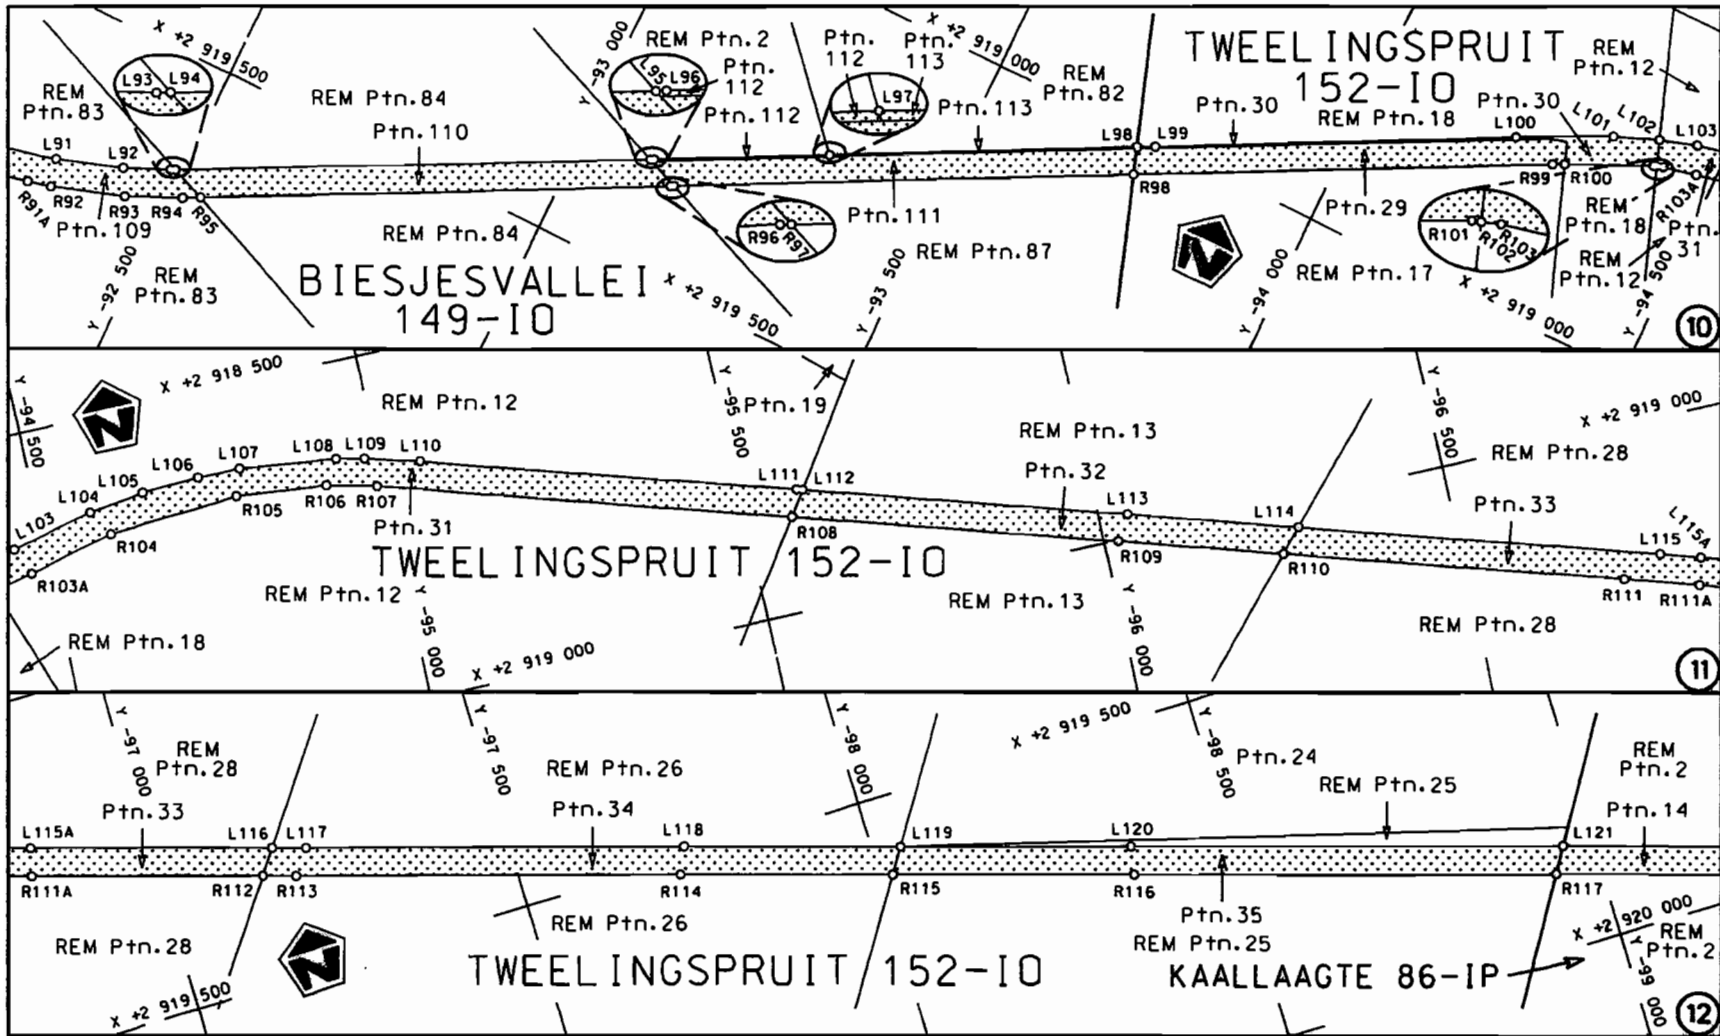 X +2 919 500
Y -93 000
REM Ptn.2
Ptn.
112
Ptn.
112
Ptn.
113
X +2 919 000
REM
Ptn.82
TWEELINGSPRUIT
152-IO
REM
Ptn.12
REM
Ptn.83
L93
L94
REM Ptn.84
Ptn.110
L95
L96
Ptn.112
L97
Ptn.113
Ptn.30
REM Ptn.18
Ptn.30
L91
L92
L98
L99
L100
L101
L102
L103
R91A
R92
R93
R94
R95
Ptn.109
R96
R97
Ptn.111
R98
R99
R100
R103A
Ptn.29
R101
R102
R103
REM
Ptn.18
Ptn.
31
REM
Ptn.83
Y -92 500
REM Ptn.84
BIESJESVALLEI
149-IO
X +2 919 500
Y -93 500
REM Ptn.87
N
Y -94 000
REM Ptn.17
X +2 919 000
REM
Ptn.12
Y -94 500
10
Y -94 500
N
X +2 918 500
REM Ptn.12
Y -95 500
Ptn.19
REM Ptn.13
Y -96 500
X +2 919 000
REM Ptn.28
L103
L104
L105
L106
L107
L108
L109
L110
L111
L112
Ptn.32
L113
L114
Ptn.33
L115
L115A
R103A
R104
R105
R106
R107
Ptn.31
R108
R109
R110
R111
R111A
TWEELINGSPRUIT 152-IO
REM Ptn.12
REM Ptn.13
REM Ptn.28
REM Ptn.18
Y -95 000
X +2 919 000
Y -96 000
11
Y -97 000
REM
Ptn.28
Y -97 500
REM Ptn.26
Y -98 000
X +2 919 500
Y -98 500
Ptn.24
REM Ptn.25
REM
Ptn.2
Ptn.33
Ptn.34
Ptn.14
L115A
L116
L117
L118
L119
L120
L121
R111A
R112
R113
R114
R115
R116
R117
REM Ptn.28
N
REM Ptn.26
Ptn.35
REM Ptn.25
X +2 920 000
REM
Ptn.2
TWEELINGSPRUIT 152-IO
KAALLAAGTE 86-IP
X +2 919 500
Y -99 000
12